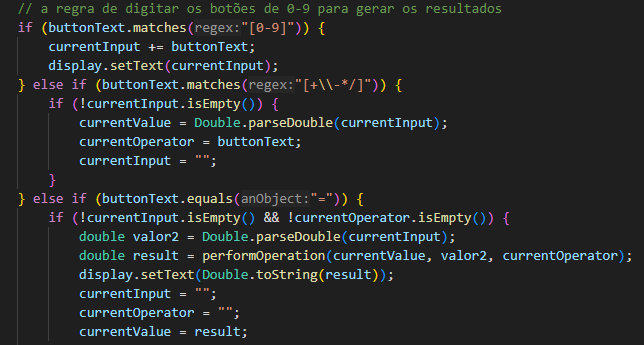 // a regra de digitar os botões de 0-9 para gerar os resultados
if (buttonText.matches(regex:"[0-9]")) {
currentInput += buttonText;
display.setText(currentInput);
} else if (buttonText.matches(regex:"[+\\-*/]")) {
if (!currentInput.isEmpty()) {
currentValue = Double.parseDouble(currentInput);
currentOperator = buttonText;
currentInput = "";
}
} else if (buttonText.equals(anObject:"=")) {
if (!currentInput.isEmpty() && !currentOperator.isEmpty()) {
double valor2 = Double.parseDouble(currentInput);
double result = performOperation(currentValue, valor2, currentOperator);
display.setText(Double.toString(result));
currentInput = "";
currentOperator = "";
currentValue = result;